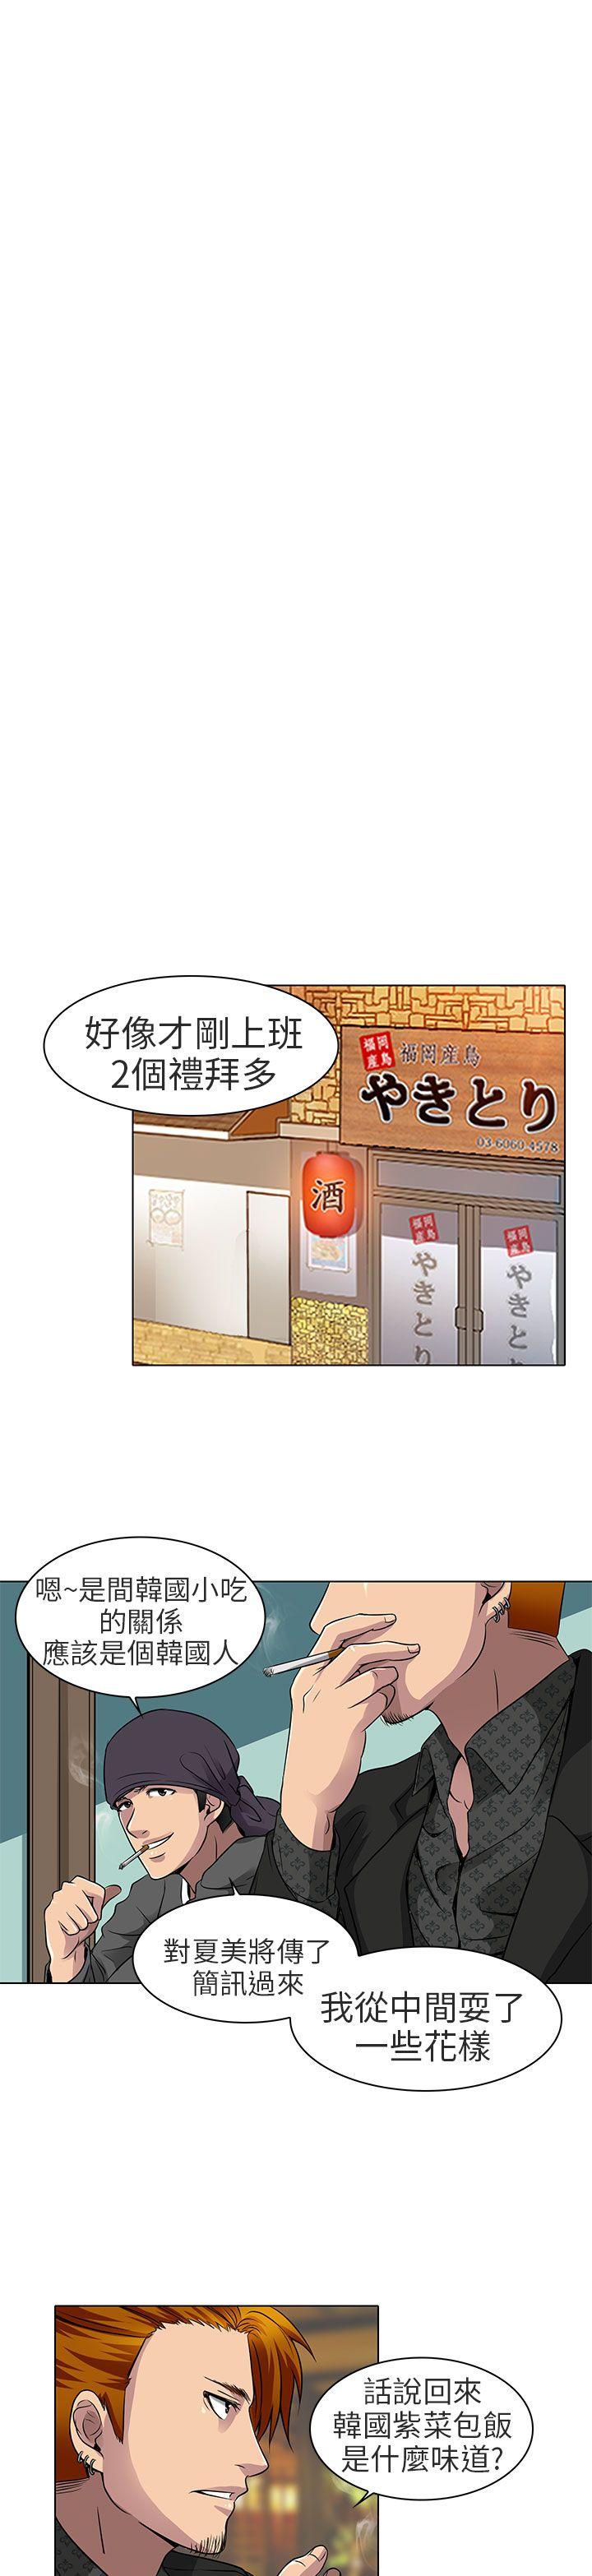 好像才剛上班
2個禮拜多
福岡
産鳥
福岡産鳥
やきとり
03-6060-4578
酒
福岡
産鳥
やきとり
福岡
産鳥
やきとり
嗯~是間韓國小吃
的關係
應該是個韓國人
對夏美將傳了
簡訊過來
我從中間耍了
一些花樣
話說回來
韓國紫菜包飯
是什麼味道?